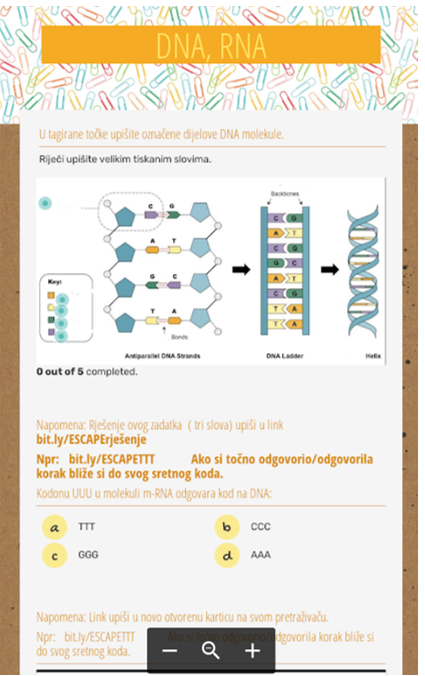 DNA, RNA
U tagirane točke upišite označene dijelove DNA molekule.
Riječi upišite velikim tiskanim slovima.
Backbones
C G
A T
G C
T A
C G
A T
C G
G C
A T
C G
T A
T A
Key:
Bonds
Antiparallel DNA Strands
DNA Ladder
Helix
0 out of 5 completed.
Napomena: Rješenje ovog zadatka ( tri slova) upiši u link
bit.ly/ESCAPErješenje
Npr: bit.ly/ESCAPETTT Ako si točno odgovorio/odgovorila
korak bliže si do svog sretnog koda.
Kodonu UUU u molekuli m-RNA odgovara kod na DNA:
a TTT
b CCC
c GGG
d AAA
Napomena: Link upiši u novo otvorenu karticu na svom pretraživaču.
Npr: bit.ly/ESCAPETTT Ako si točno odgovorio/odgovorila korak bliže si
do svog sretnog koda.